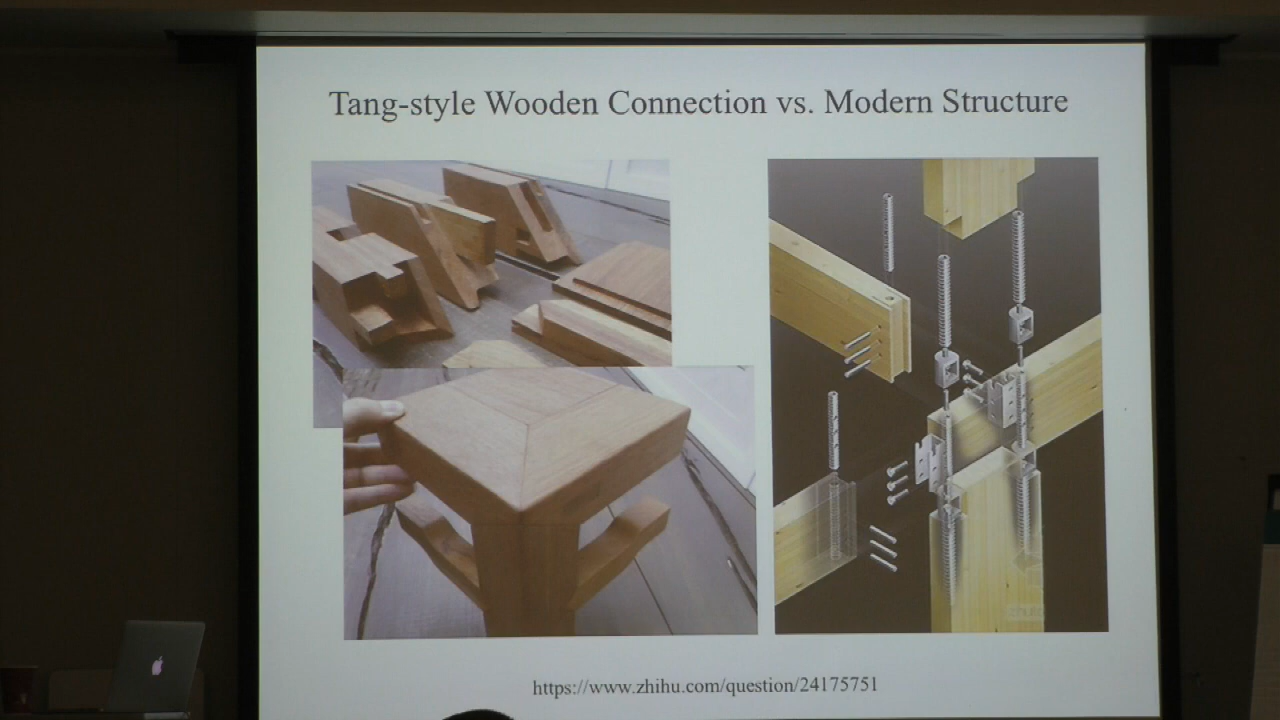 Tang-style Wooden Connection vs. Modern Structure
https://www.zhihu.com/question/24175751